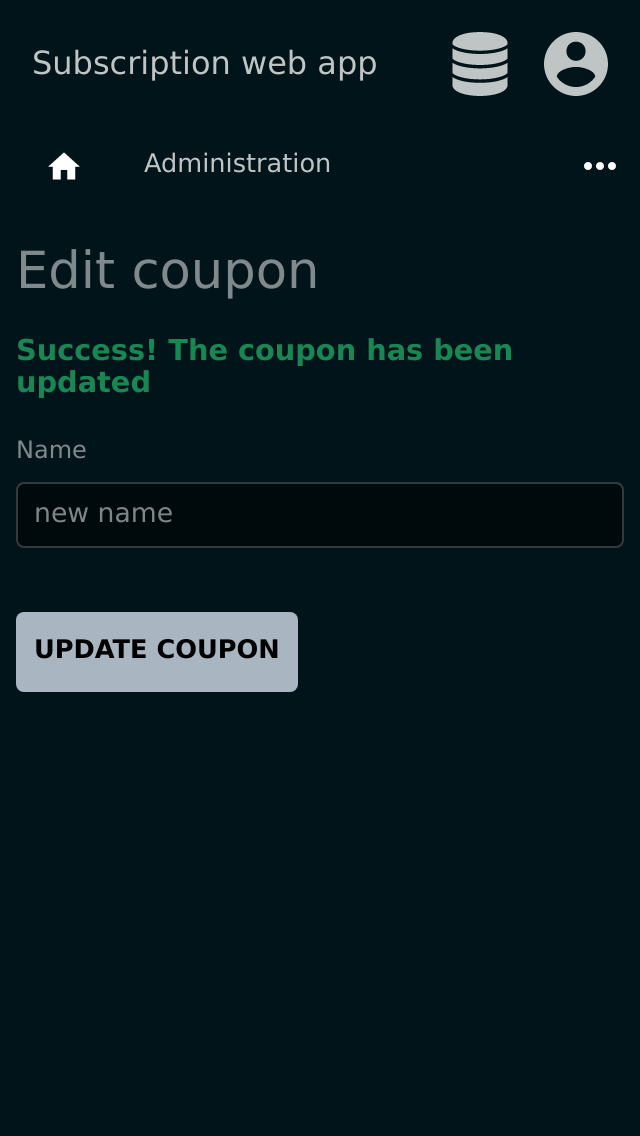 Subscription web app
Administration
Edit coupon
Success! The coupon has been
updated
Name
new name
UPDATE COUPON